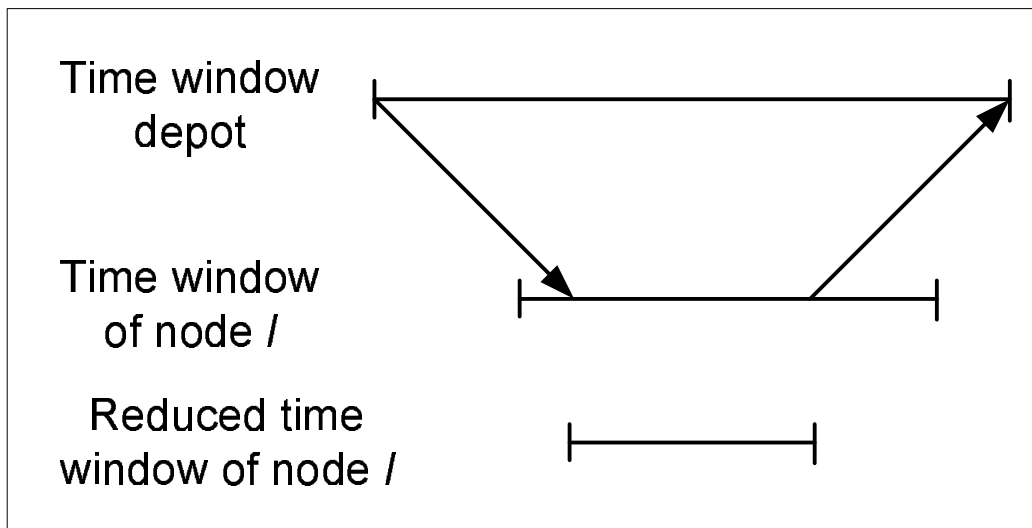 Time window
depot
Time window
of node l
Reduced time
window of node l